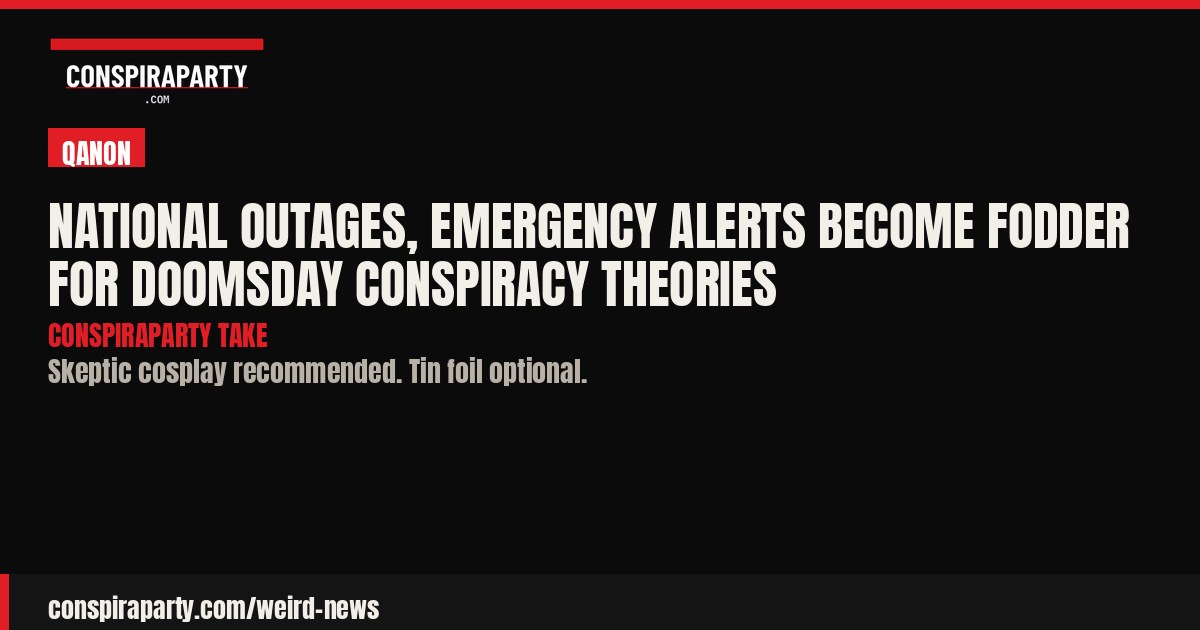 CONSPIRAPARTY
.COM
QANON
NATIONAL OUTAGES, EMERGENCY ALERTS BECOME FODDER
FOR DOOMSDAY CONSPIRACY THEORIES
CONSPIRAPARTY TAKE
Skeptic cosplay recommended. Tin foil optional.
conspiraparty.com/weird-news